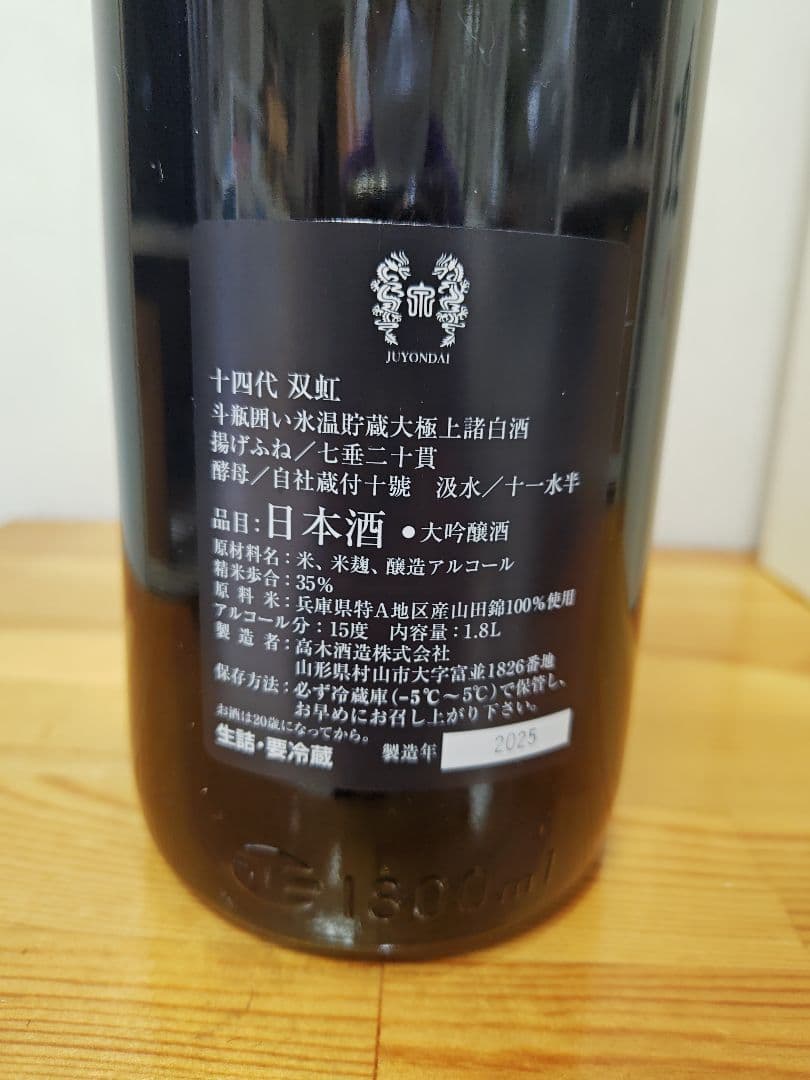 JUYONDAI
十四代 双虹
斗瓶囲い氷温貯蔵大極上諸白酒
揚げふね／七垂二十貫
酵母／自社蔵付十號　汲水／十一水半
品目：日本酒 ●大吟醸酒
原材料名：米、米麹、醸造アルコール
精米歩合：35%
原料米：兵庫県特A地区産山田錦100%使用
アルコール分：15度　内容量：1.8L
製造者：高木酒造株式会社
山形県村山市大字富並1826番地
保存方法：必ず冷蔵庫(−5℃〜5℃)で保管し、
お早めにお召し上がり下さい。
お酒は20歳になってから。
生詰・要冷蔵　製造年 2025
1800ml